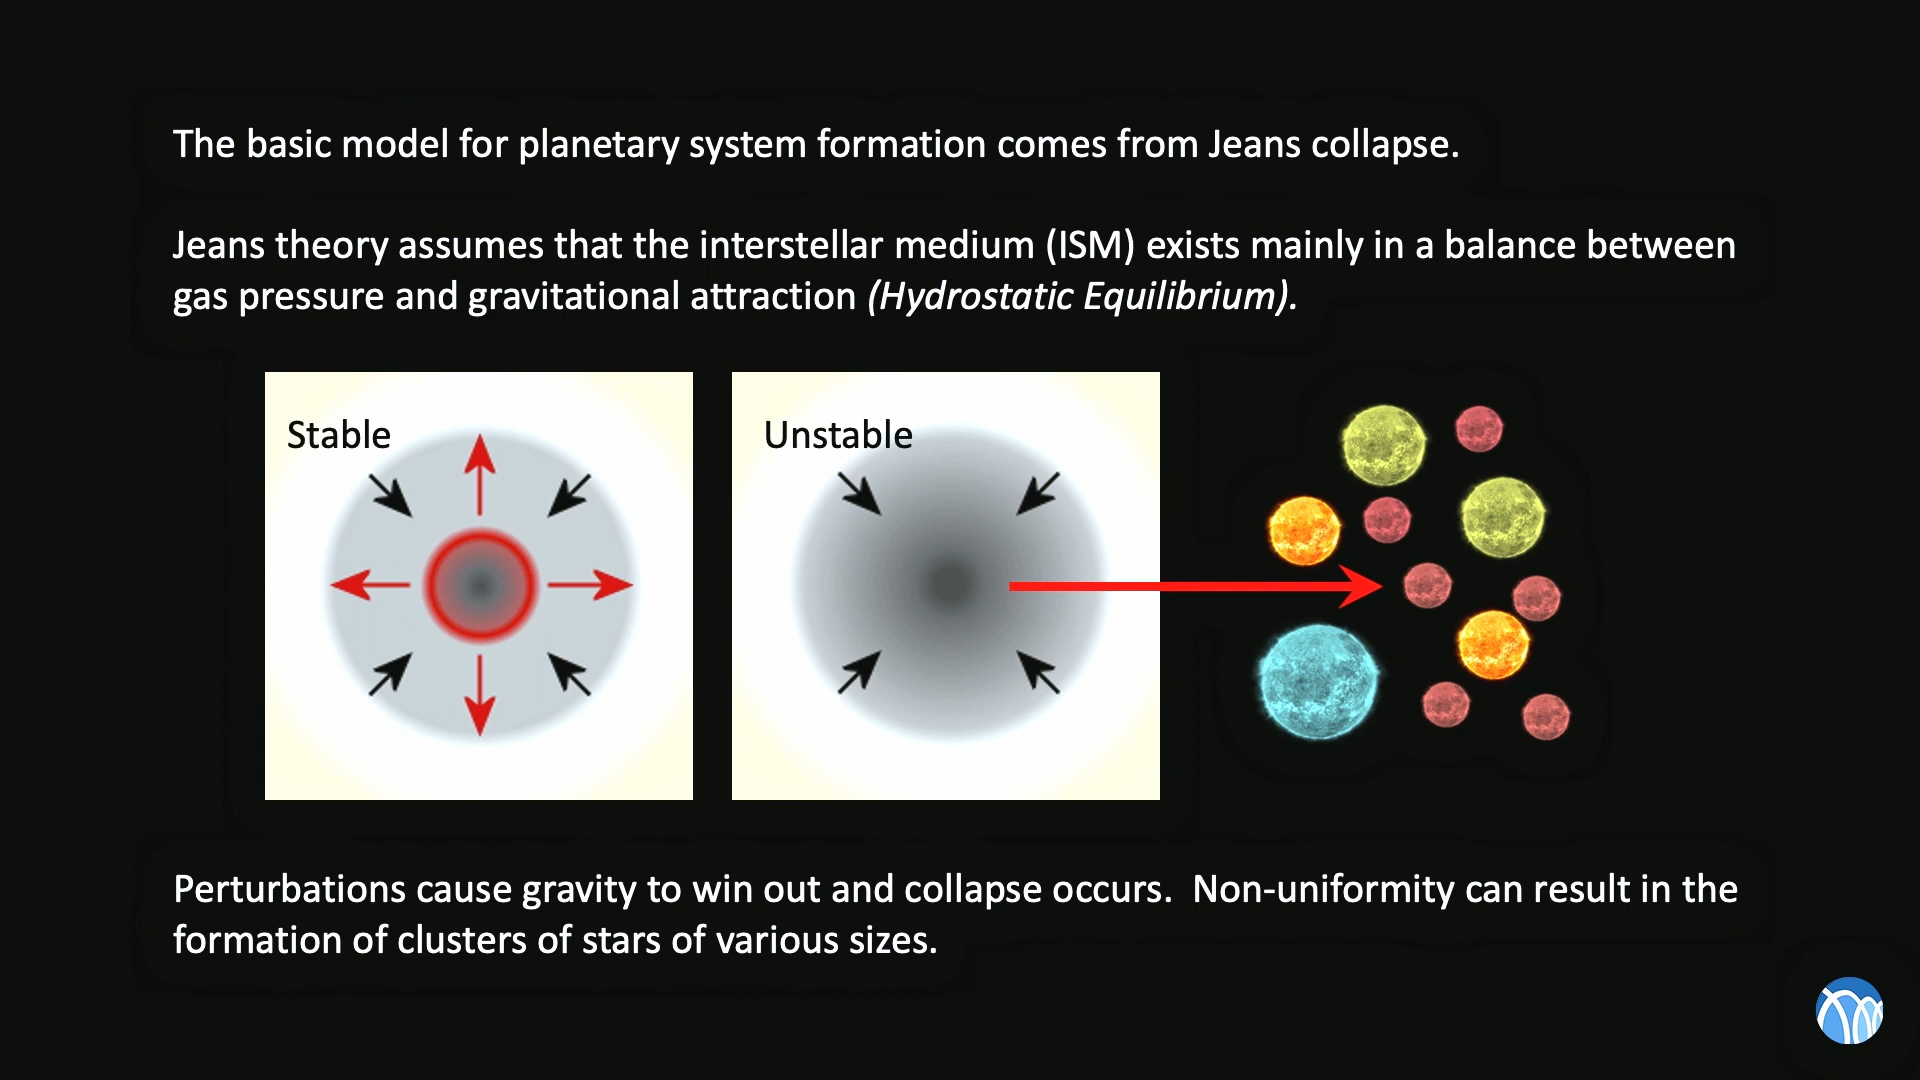 The basic model for planetary system formation comes from Jeans collapse.
Jeans theory assumes that the interstellar medium (ISM) exists mainly in a balance between
gas pressure and gravitational attraction (Hydrostatic Equilibrium).
Stable
Unstable
Perturbations cause gravity to win out and collapse occurs.  Non-uniformity can result in the
formation of clusters of stars of various sizes.